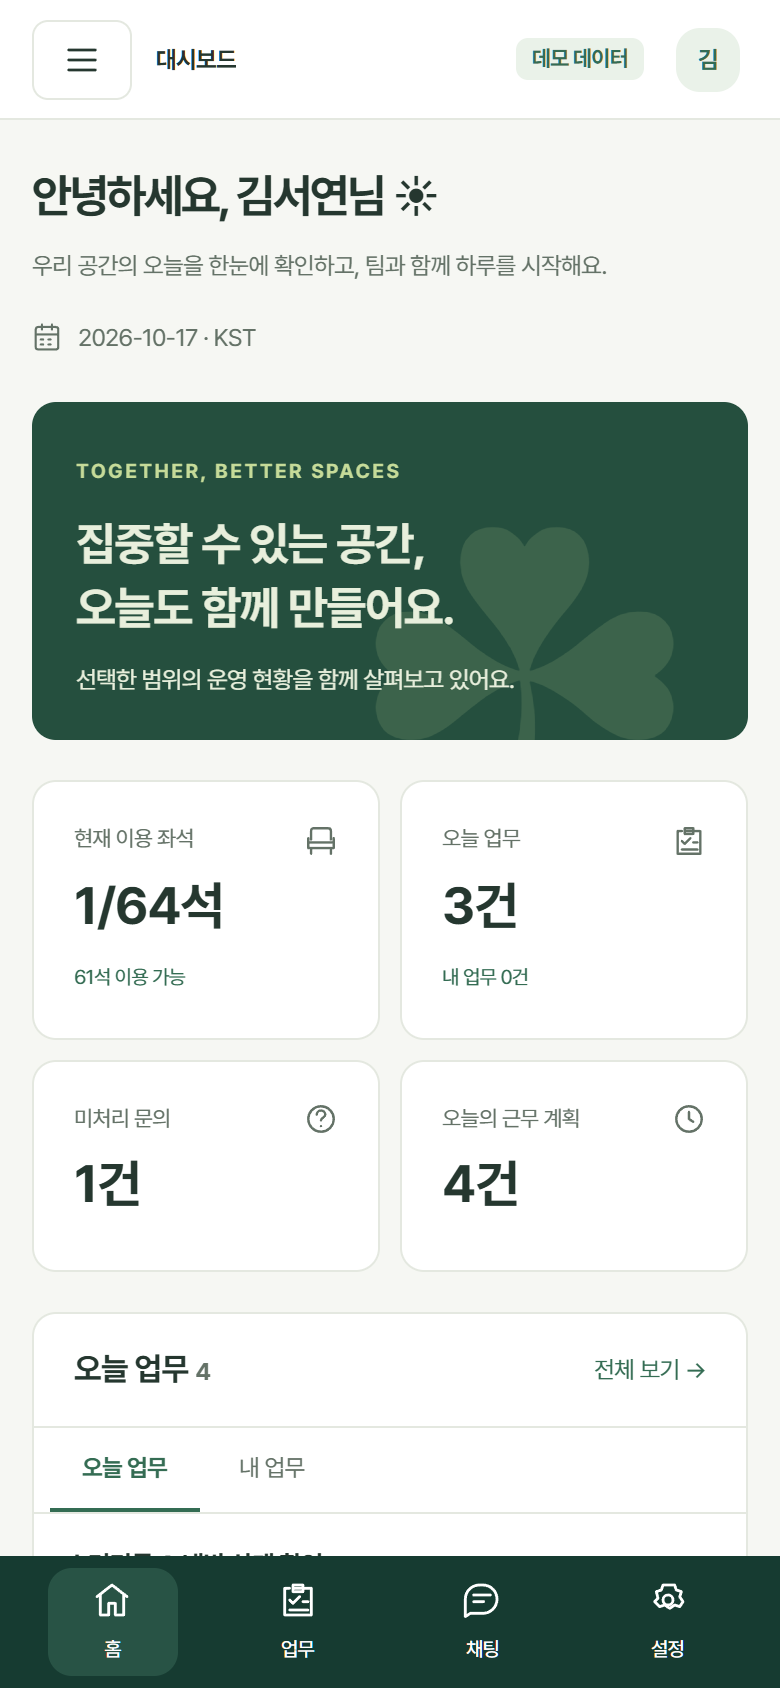 대시보드
데모 데이터
김
안녕하세요, 김서연님 ☀
우리 공간의 오늘을 한눈에 확인하고, 팀과 함께 하루를 시작해요.
2026-10-17 · KST
TOGETHER, BETTER SPACES
집중할 수 있는 공간,
오늘도 함께 만들어요.
선택한 범위의 운영 현황을 함께 살펴보고 있어요.
현재 이용 좌석
1/64석
61석 이용 가능
오늘 업무
3건
내 업무 0건
미처리 문의
1건
오늘의 근무 계획
4건
오늘 업무 4
전체 보기 →
오늘 업무
내 업무
홈
업무
채팅
설정